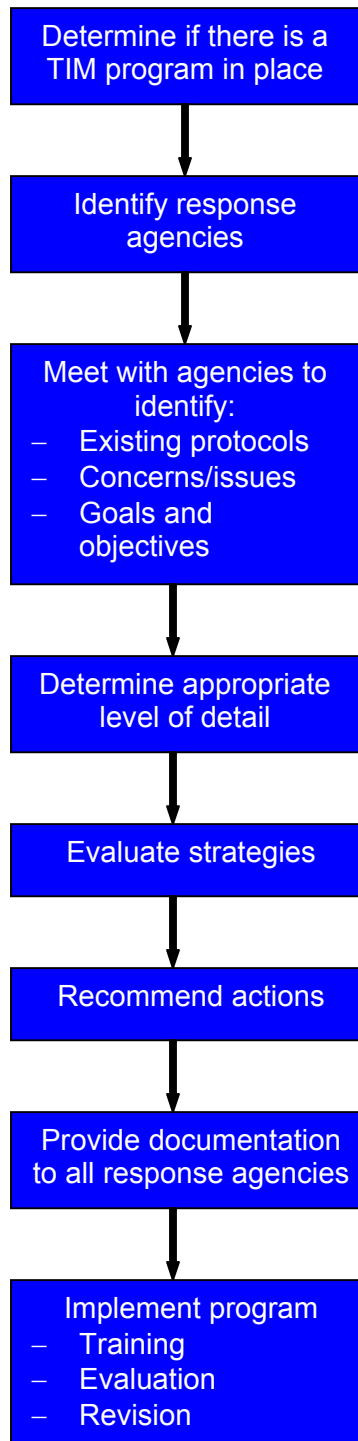 Determine if there is a
TIM program in place
Identify response
agencies
Meet with agencies to
identify:
– Existing protocols
– Concerns/issues
– Goals and
objectives
Determine appropriate
level of detail
Evaluate strategies
Recommend actions
Provide documentation
to all response agencies
Implement program
– Training
– Evaluation
– Revision